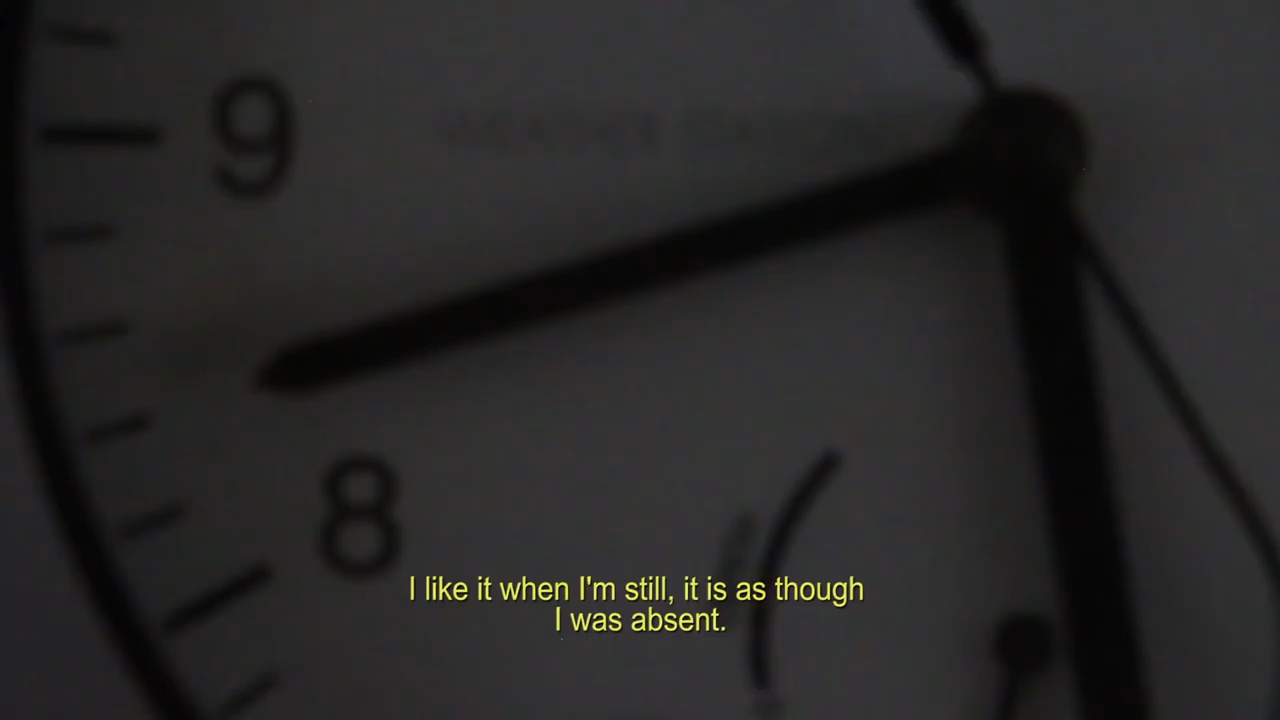 9
8
I like it when I'm still, it is as though
I was absent.